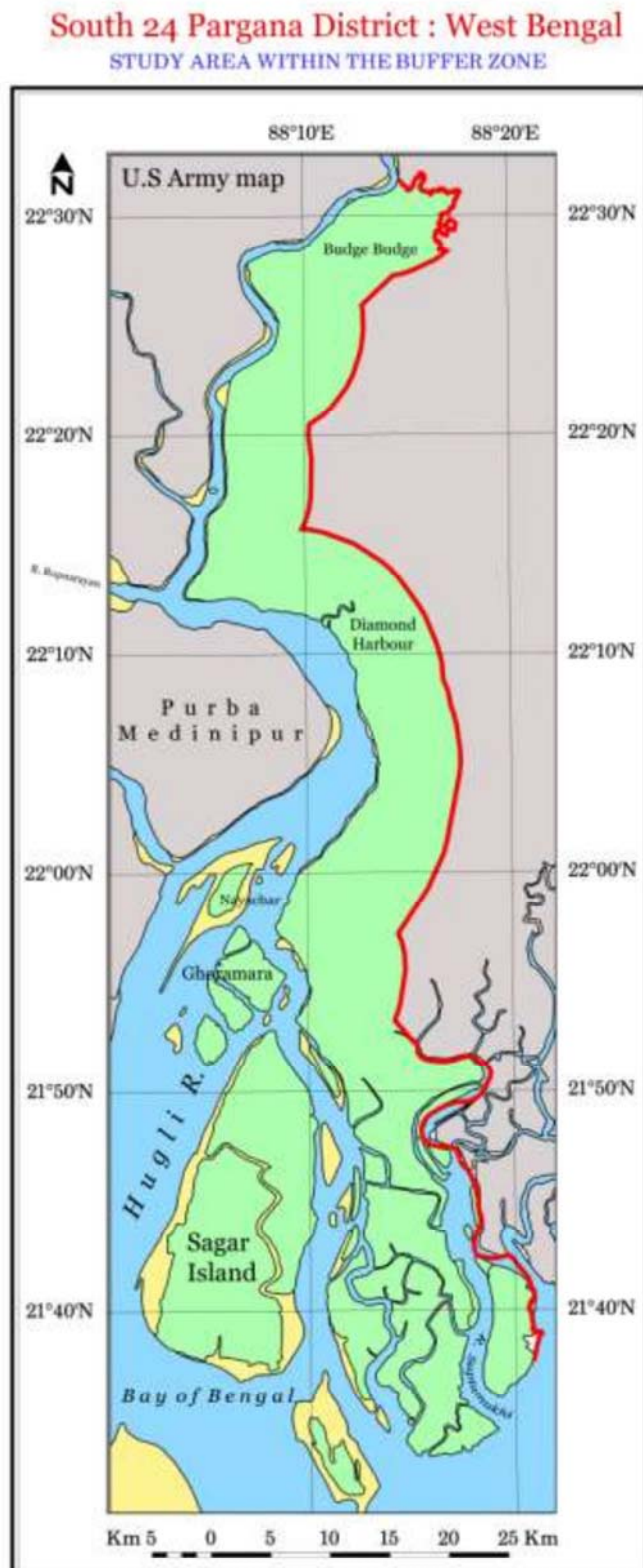 South 24 Pargana District : West Bengal
STUDY AREA WITHIN THE BUFFER ZONE
88°10'E 88°20'E
N
U.S Army map
22°30'N 22°30'N
Budge Budge
22°20'N 22°20'N
R. Rupnarayan
Diamond
Harbour
22°10'N 22°10'N
Purba
Medinipur
22°00'N 22°00'N
Nayachar
Ghoramara
21°50'N 21°50'N
Hugli R.
Sagar
Island
21°40'N 21°40'N
R. Saptamukhi
Bay of Bengal
Km 5 0 5 10 15 20 25 Km